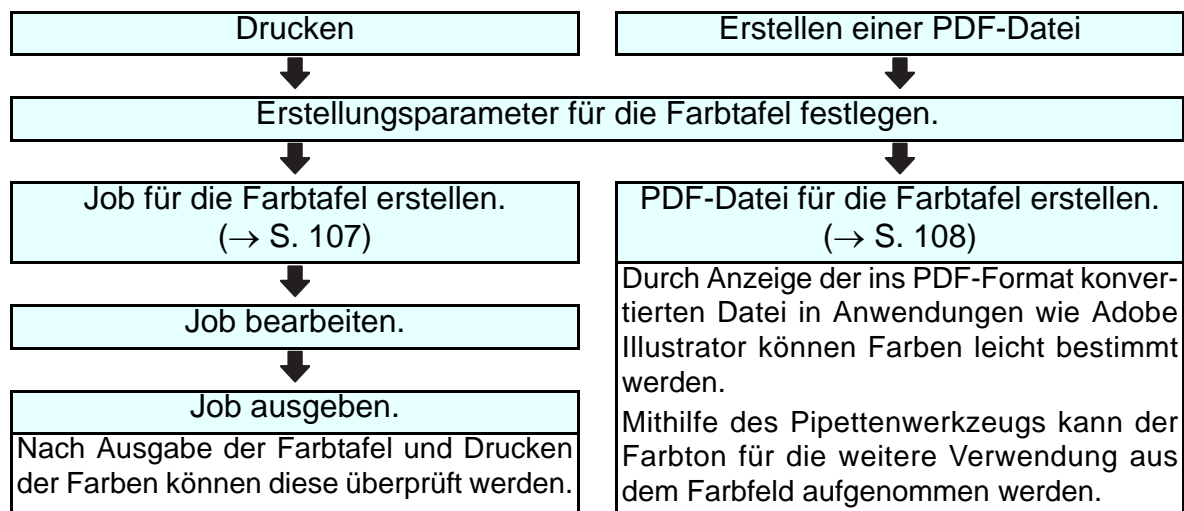 Drucken
Erstellen einer PDF-Datei
Erstellungsparameter für die Farbtafel festlegen.
Job für die Farbtafel erstellen.
(→ S. 107)
Job bearbeiten.
Job ausgeben.
Nach Ausgabe der Farbtafel und Drucken
der Farben können diese überprüft werden.
PDF-Datei für die Farbtafel erstellen.
(→ S. 108)
Durch Anzeige der ins PDF-Format konver-
tierten Datei in Anwendungen wie Adobe
Illustrator können Farben leicht bestimmt
werden.
Mithilfe des Pipettenwerkzeugs kann der
Farbton für die weitere Verwendung aus
dem Farbfeld aufgenommen werden.